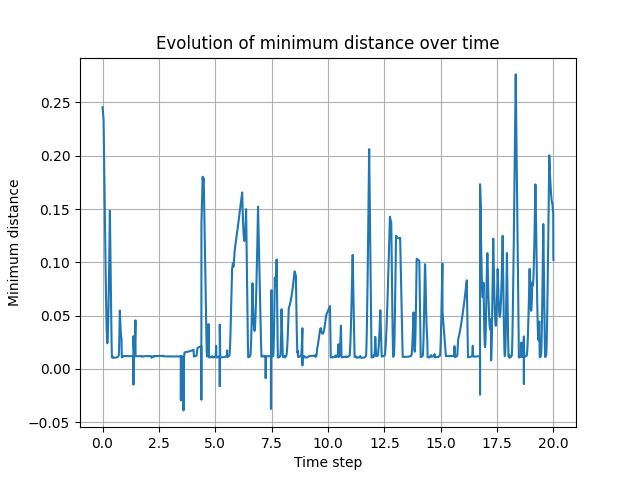 Evolution of minimum distance over time
Minimum distance
0.25
0.20
0.15
0.10
0.05
0.00
−0.05
0.0 2.5 5.0 7.5 10.0 12.5 15.0 17.5 20.0
Time step